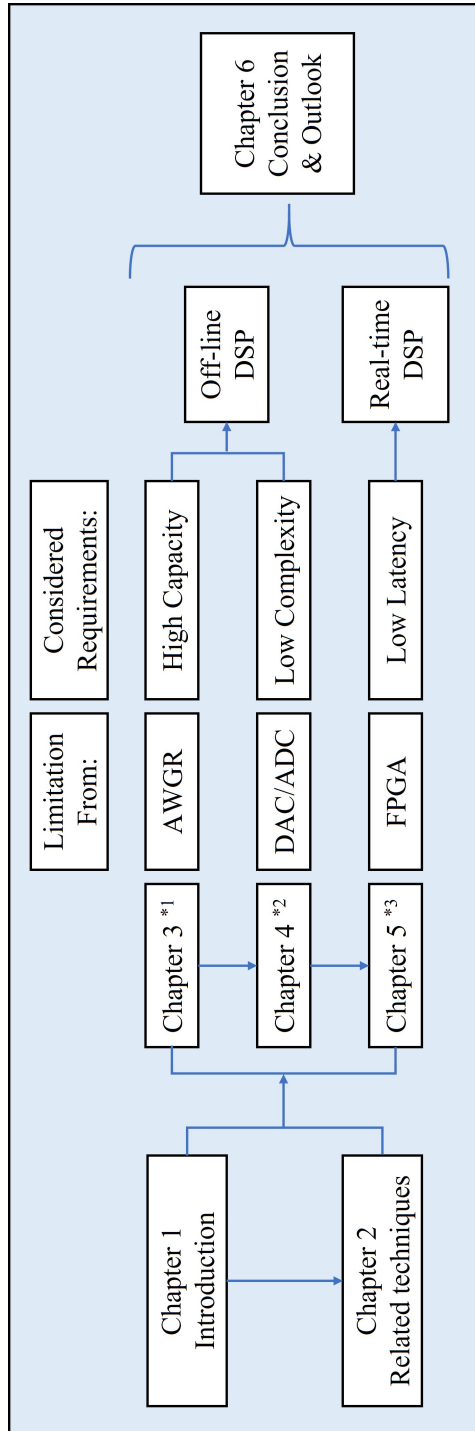 Chapter 1
Introduction
Chapter 2
Related techniques
Chapter 3 *1
Chapter 4 *2
Chapter 5 *3
Limitation
From:
AWGR
DAC/ADC
FPGA
Considered
Requirements:
High Capacity
Low Complexity
Low Latency
Off-line
DSP
Real-time
DSP
Chapter 6
Conclusion
& Outlook